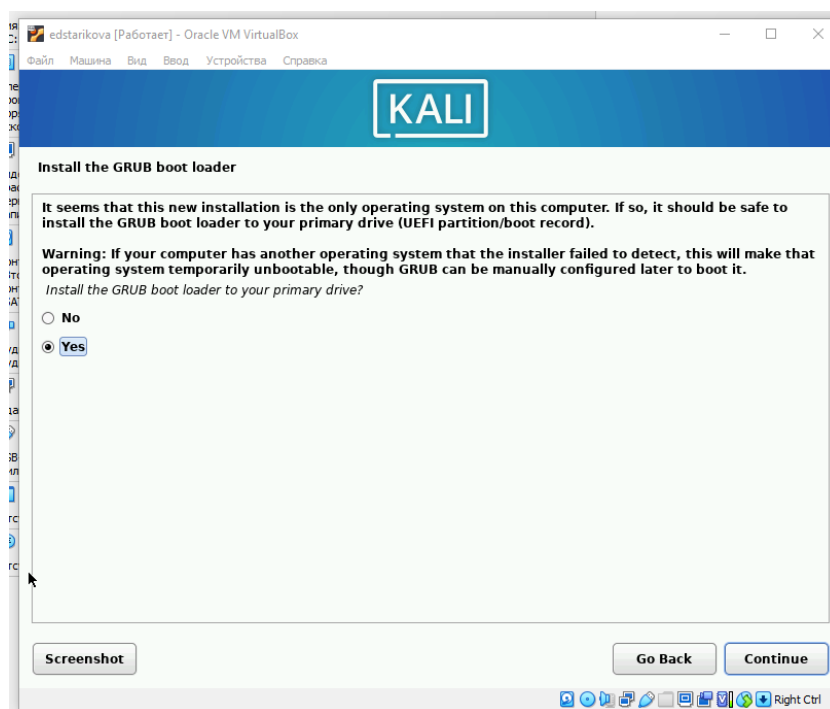 edstarikova [Работает] - Oracle VM VirtualBox
Файл Машина Вид Ввод Устройства Справка
KALI
Install the GRUB boot loader
It seems that this new installation is the only operating system on this computer. If so, it should be safe to
install the GRUB boot loader to your primary drive (UEFI partition/boot record).
Warning: If your computer has another operating system that the installer failed to detect, this will make that
operating system temporarily unbootable, though GRUB can be manually configured later to boot it.
Install the GRUB boot loader to your primary drive?
No
Yes
Screenshot
Go Back
Continue
Right Ctrl